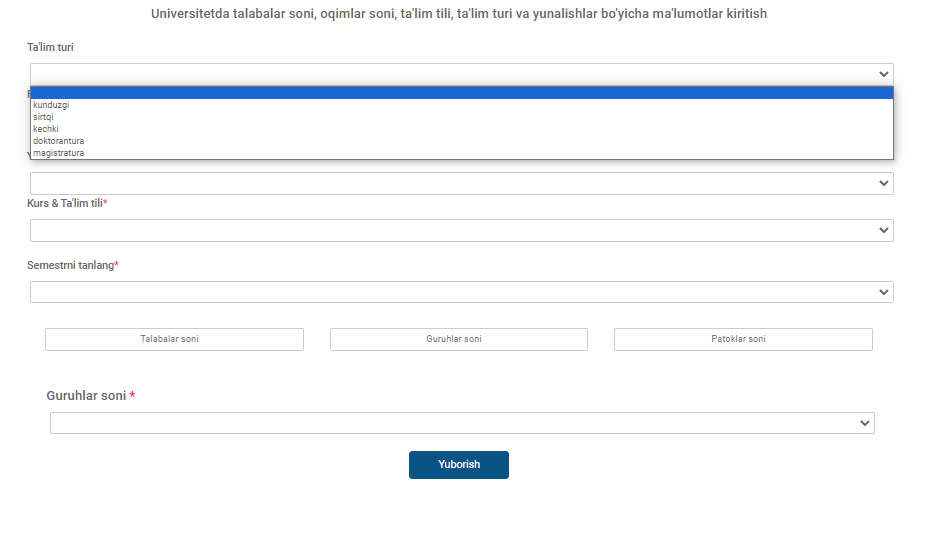 Universitetda talabalar soni, oqimlar soni, ta'lim tili, ta'lim turi va yunalishlar bo'yicha ma'lumotlar kiritish
Ta'lim turi
kunduzgi
sirtqi
kechki
doktorantura
magistratura
Kurs & Ta'lim tili*
Semestrni tanlang*
Talabalar soni
Guruhlar soni
Patoklar soni
Guruhlar soni *
Yuborish